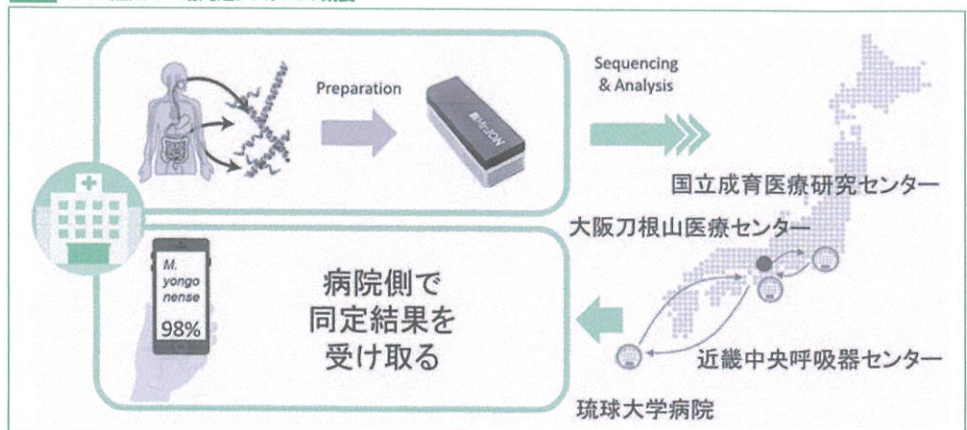 Preparation
Sequencing
& Analysis
国立成育医療研究センター
大阪刀根山医療センター
近畿中央呼吸器センター
琉球大学病院
M.
yongo
nense
98%
病院側で
同定結果を
受け取る